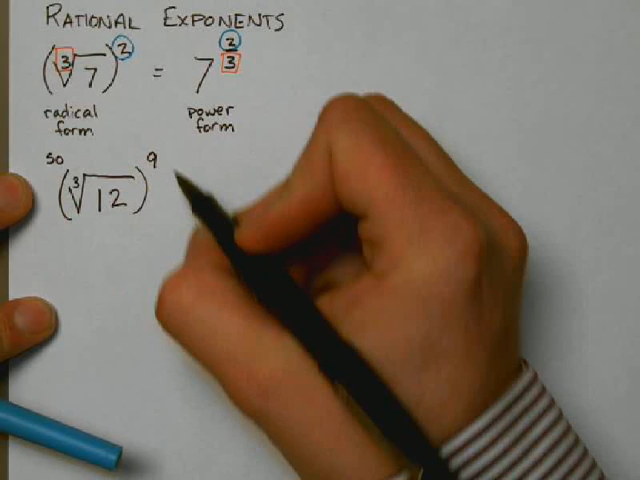 RATIONAL EXPONENTS
(∛7)² = 7^(2/3)
radical form power form
so (∛12)⁹